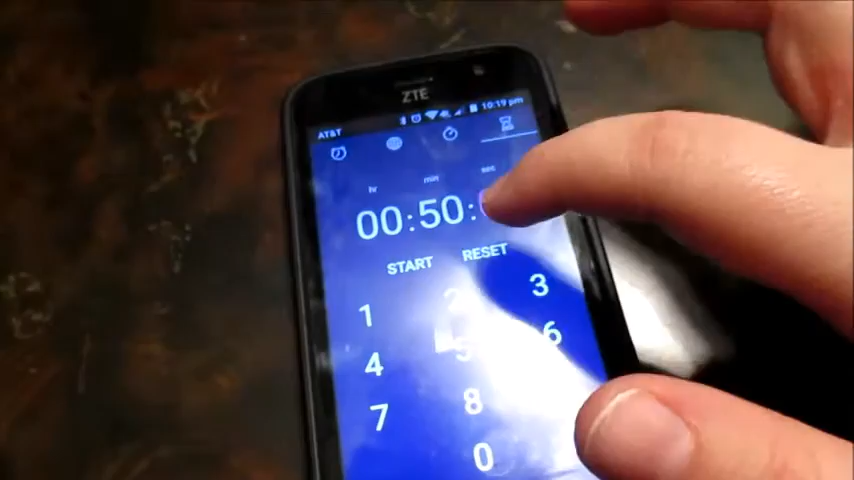 ZTE
AT&T 10:19 pm
hr min sec
00:50:
START RESET
1 2 3
4 5 6
7 8
0